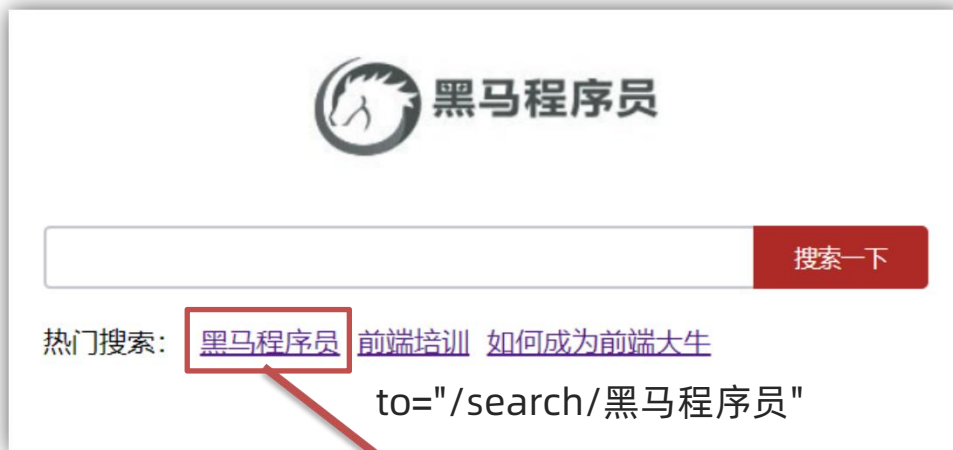 黑马程序员
搜索一下
热门搜索： 黑马程序员 前端培训 如何成为前端大牛
to="/search/黑马程序员"